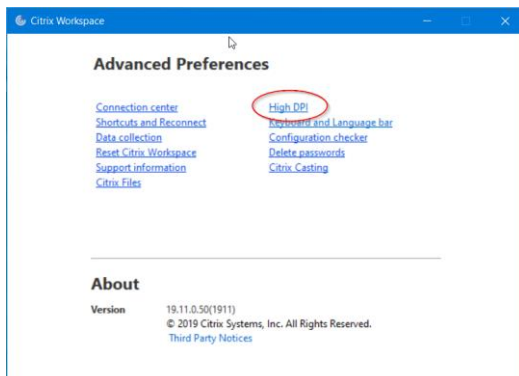 Citrix Workspace
Advanced Preferences
Connection center
High DPI
Shortcuts and Reconnect
Keyboard and Language bar
Data collection
Configuration checker
Reset Citrix Workspace
Delete passwords
Support information
Citrix Casting
Citrix Files
About
Version 19.11.0.50(1911)
© 2019 Citrix Systems, Inc. All Rights Reserved.
Third Party Notices